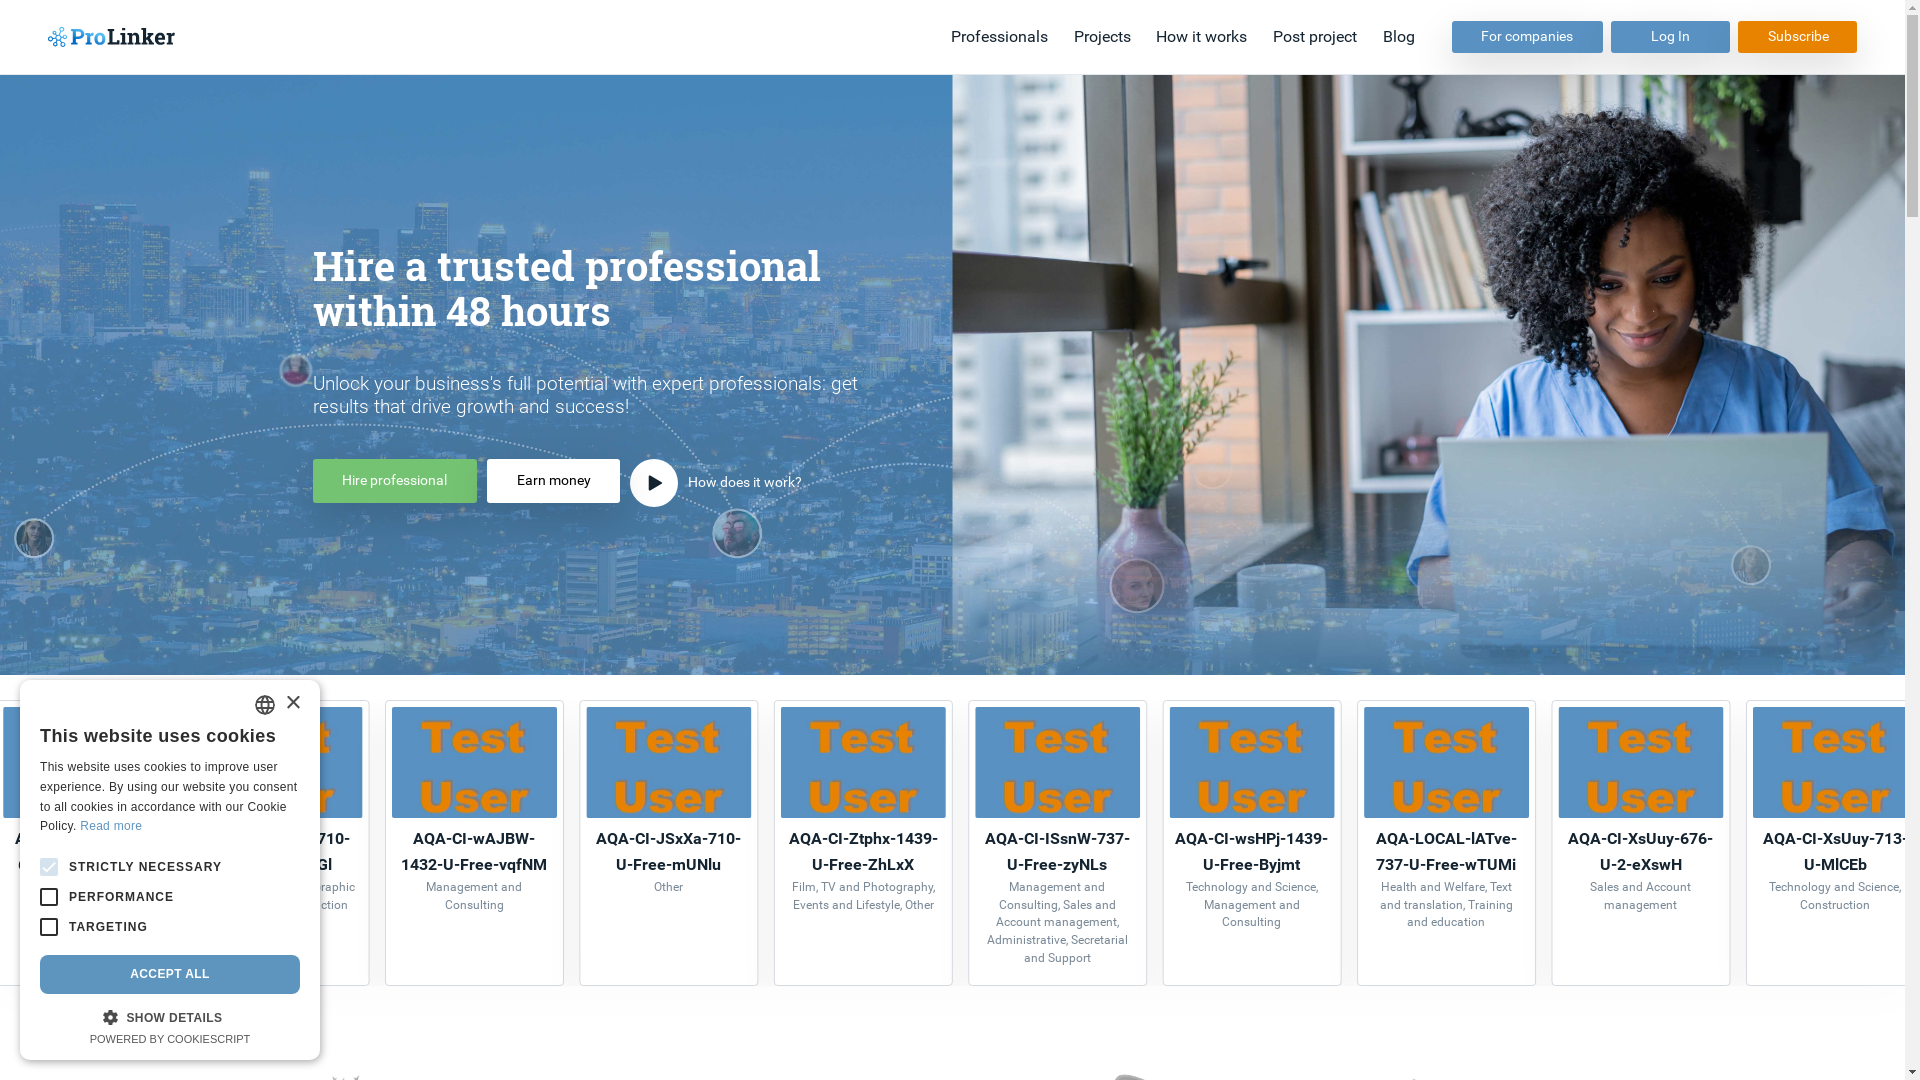 ProLinker
Professionals
Projects
How it works
Post project
Blog
For companies
Log In
Subscribe
Hire a trusted professional
within 48 hours
Unlock your business's full potential with expert professionals: get
results that drive growth and success!
Hire professional
Earn money
How does it work?
This website uses cookies
This website uses cookies to improve user
experience. By using our website you consent
to all cookies in accordance with our Cookie
Policy. Read more
STRICTLY NECESSARY
PERFORMANCE
TARGETING
ACCEPT ALL
SHOW DETAILS
POWERED BY COOKIESCRIPT
Test
User
AQA-CI-wAJBW-
1432-U-Free-vqfNM
Management and
Consulting
Test
User
AQA-CI-JSxXa-710-
U-Free-mUNlu
Other
Test
User
AQA-CI-Ztphx-1439-
U-Free-ZhLxX
Film, TV and Photography,
Events and Lifestyle, Other
Test
User
AQA-CI-ISsnW-737-
U-Free-zyNLs
Management and
Consulting, Sales and
Account management,
Administrative, Secretarial
and Support
Test
User
AQA-CI-wsHPj-1439-
U-Free-Byjmt
Technology and Science,
Management and
Consulting
Test
User
AQA-LOCAL-lATve-
737-U-Free-wTUMi
Health and Welfare, Text
and translation, Training
and education
Test
User
AQA-CI-XsUuy-676-
U-2-eXswH
Sales and Account
management
Test
User
AQA-CI-XsUuy-713-
U-MlCEb
Technology and Science,
Construction